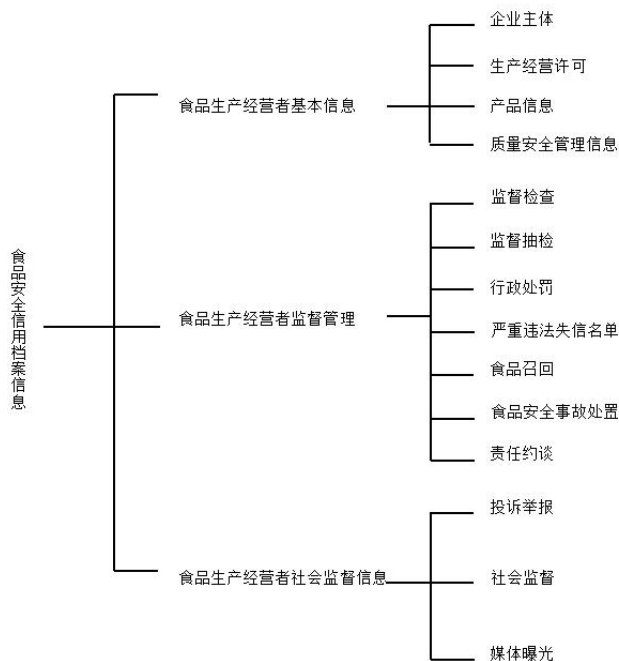 食品安全信用档案信息
食品生产经营者基本信息
企业主体
生产经营许可
产品信息
质量安全管理信息
食品生产经营者监督管理
监督检查
监督抽检
行政处罚
严重违法失信名单
食品召回
食品安全事故处置
责任约谈
食品生产经营者社会监督信息
投诉举报
社会监督
媒体曝光